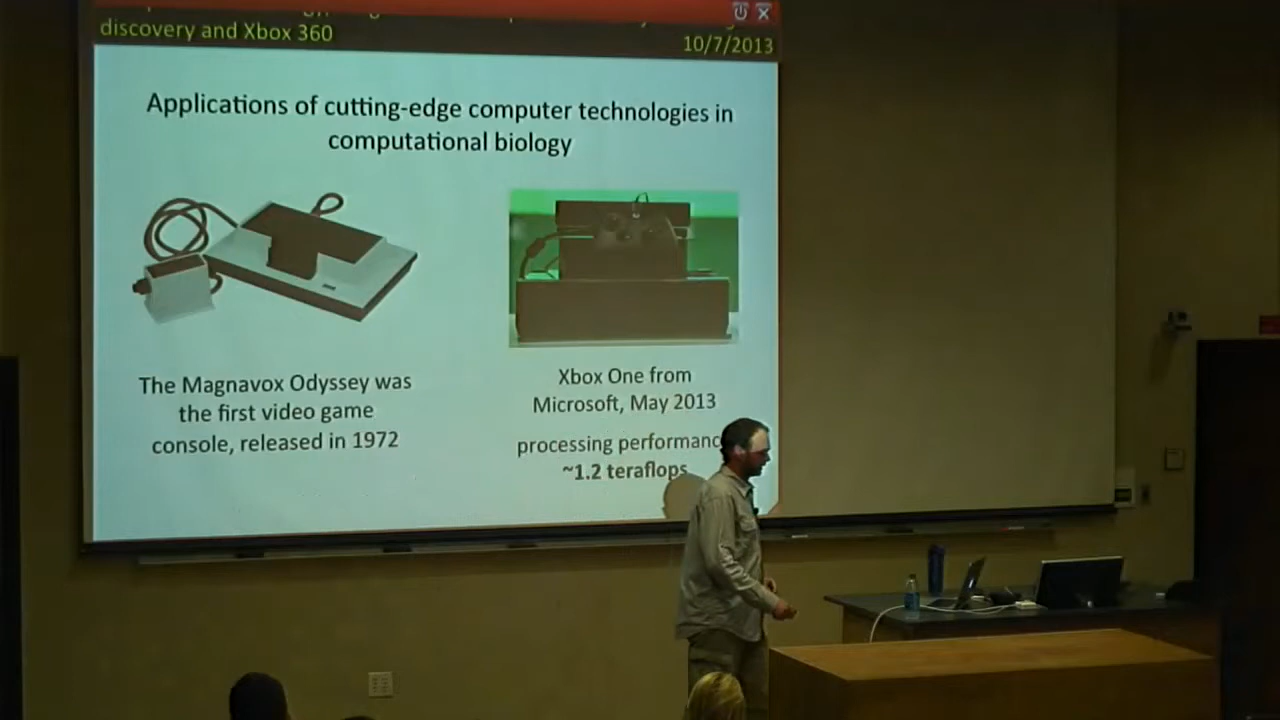 discovery and Xbox 360
10/7/2013
Applications of cutting-edge computer technologies in
computational biology
The Magnavox Odyssey was
the first video game
console, released in 1972
Xbox One from
Microsoft, May 2013
processing performanc
~1.2 teraflops